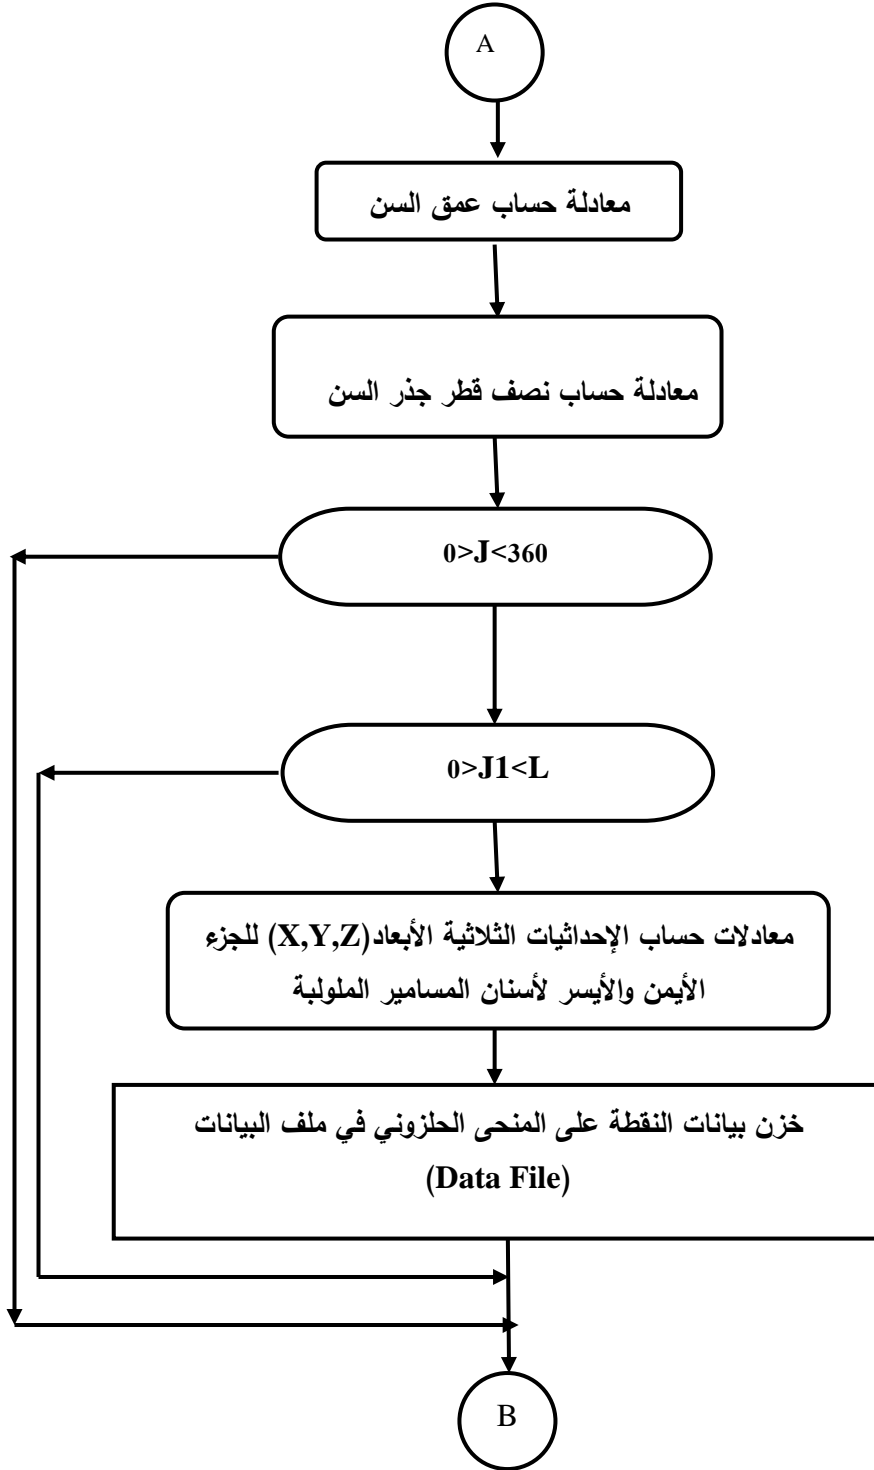 A
معادلة حساب عمق السن
معادلة حساب نصف قطر جذر السن
0>J<360
0>J1<L
معادلات حساب الإحداثيات الثلاثية الأبعاد(X,Y,Z) للجزء
الأيمن والأيسر لأسنان المسامير الملولبة
خزن بيانات النقطة على المنحى الحلزوني في ملف البيانات
(Data File)
B